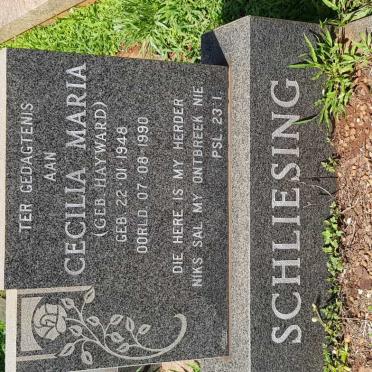 TER GEDAGTENIS
AAN
CECILIA MARIA
(GEB HAYWARD)
GEB 22·01·1948
OORLD 07·08·1990
DIE HERE IS MY HERDER
NIKS SAL MY ONTBREEK NIE
PSL 23:1
SCHLIESING